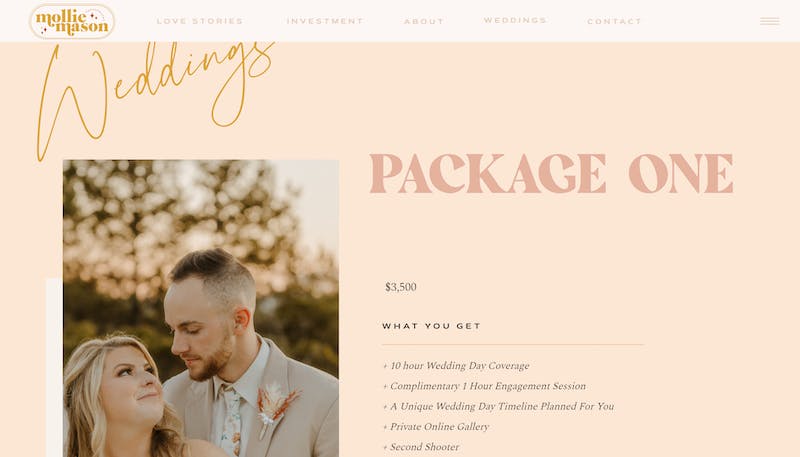 mollie
mason
LOVE STORIES
INVESTMENT
ABOUT
WEDDINGS
CONTACT
Weddings
PACKAGE ONE
$3,500
WHAT YOU GET
+ 10 hour Wedding Day Coverage
+ Complimentary 1 Hour Engagement Session
+ A Unique Wedding Day Timeline Planned For You
+ Private Online Gallery
+ Second Shooter